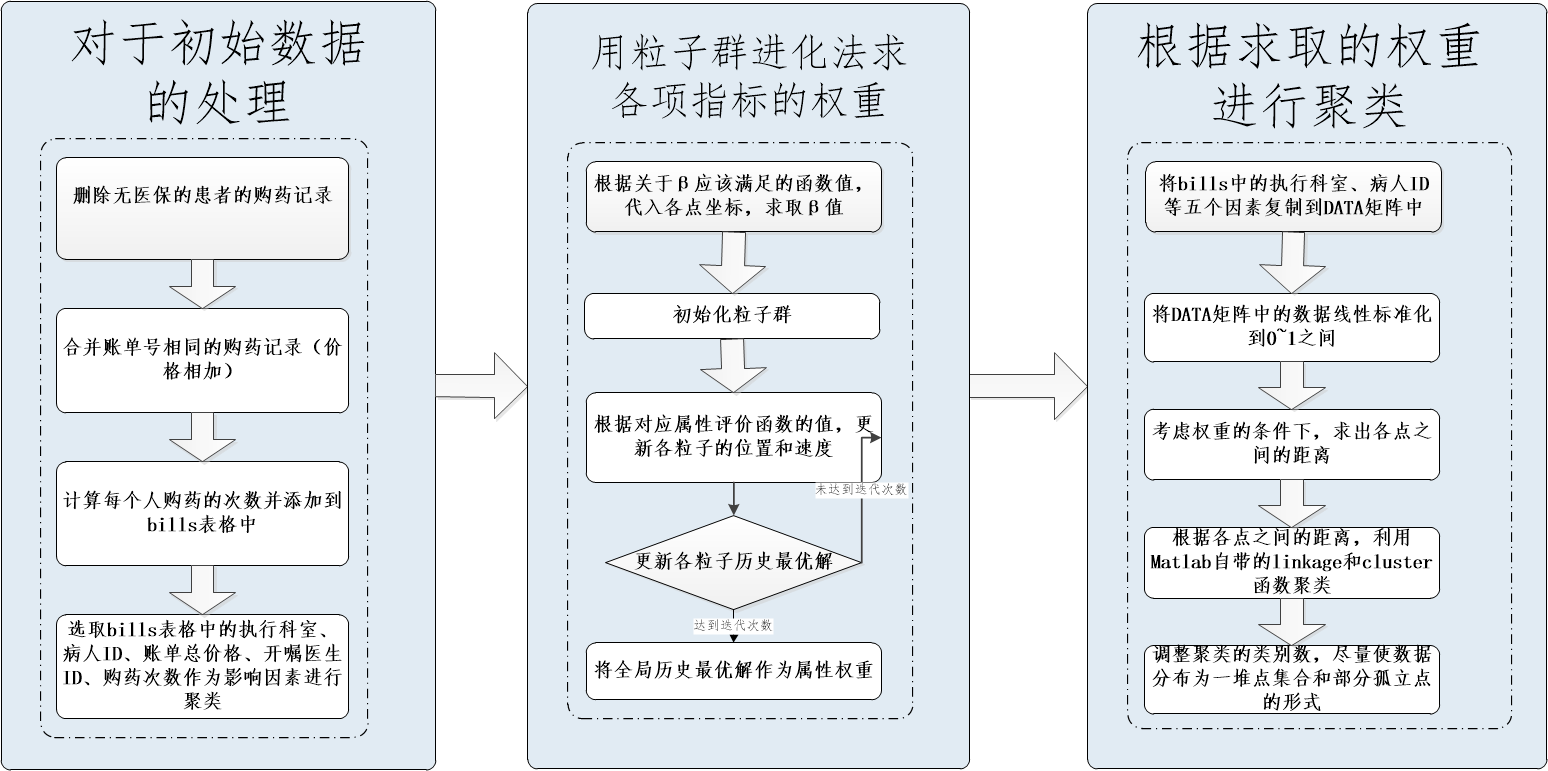 对于初始数据
的处理
删除无医保的患者的购药记录
合并账单号相同的购药记录（价
格相加）
计算每个人购药的次数并添加到
bills表格中
选取bills表格中的执行科室、
病人ID、账单总价格、开嘱医生
ID、购药次数作为影响因素进行
聚类
用粒子群进化法求
各项指标的权重
根据关于β应该满足的函数值，
代入各点坐标，求取β值
初始化粒子群
根据对应属性评价函数的值，更
新各粒子的位置和速度
未达到迭代次数
更新各粒子历史最优解
达到迭代次数
将全局历史最优解作为属性权重
根据求取的权重
进行聚类
将bills中的执行科室、病人ID
等五个因素复制到DATA矩阵中
将DATA矩阵中的数据线性标准化
到0~1之间
考虑权重的条件下，求出各点之
间的距离
根据各点之间的距离，利用
Matlab自带的linkage和cluster
函数聚类
调整聚类的类别数，尽量使数据
分布为一堆点集合和部分孤立点
的形式